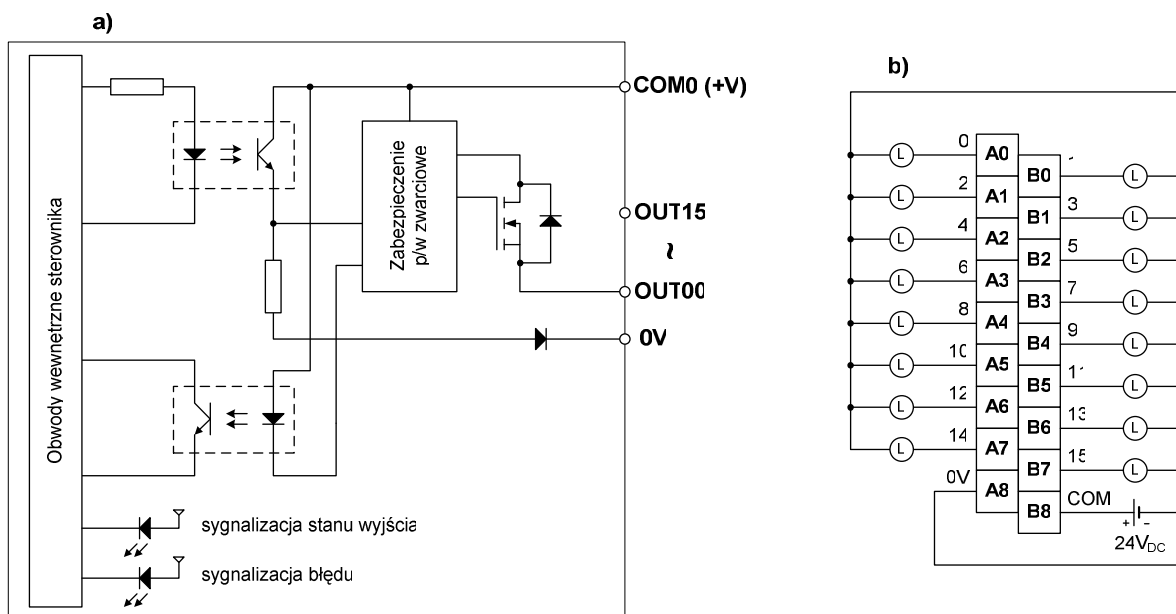 a)
Obwody wewnetrzne sterownika
COM0 (+V)
Zabezpieczenie
p/w zwarciowe
OUT15
~
OUT00
0V
sygnalizacja stanu wyjścia
sygnalizacja błędu
b)
0 A0
B0 L
L
2 A1
B1 3 L
L
4 A2
B2 5 L
L
6 A3
B3 7 L
L
8 A4
B4 9 L
L
10 A5
B5 11 L
L
12 A6
B6 13 L
L
14 A7
B7 15 L
L
0V A8
B8 COM
+ −
24VDC